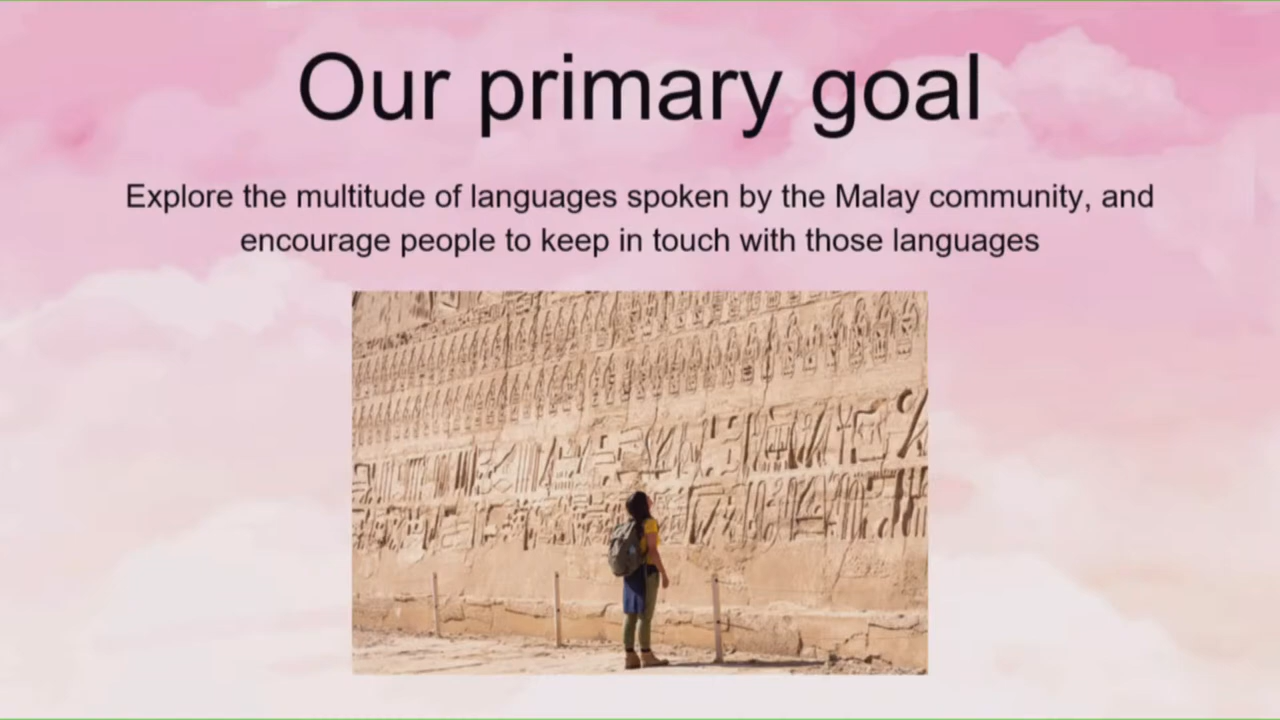 Our primary goal
Explore the multitude of languages spoken by the Malay community, and
encourage people to keep in touch with those languages